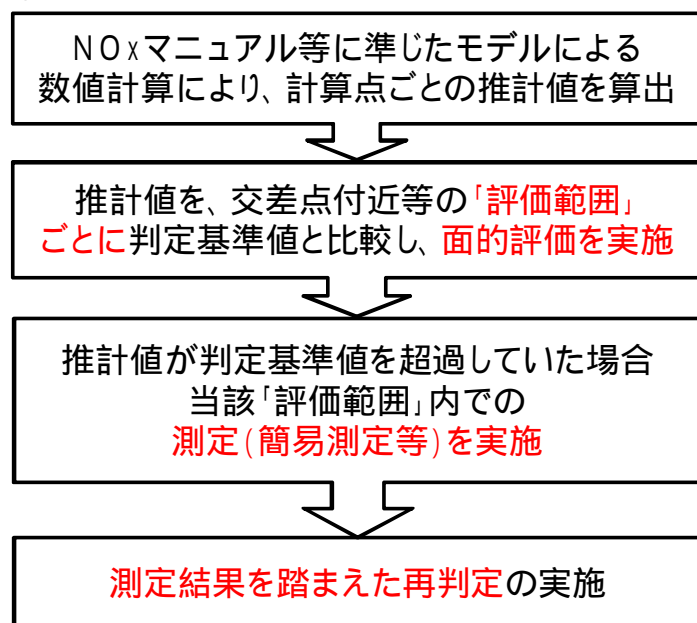 NOxマニュアル等に準じたモデルによる
数値計算により、計算点ごとの推計値を算出
推計値を、交差点付近等の「評価範囲」
ごとに判定基準値と比較し、面的評価を実施
推計値が判定基準値を超過していた場合
当該「評価範囲」内での
測定(簡易測定等)を実施
測定結果を踏まえた再判定の実施